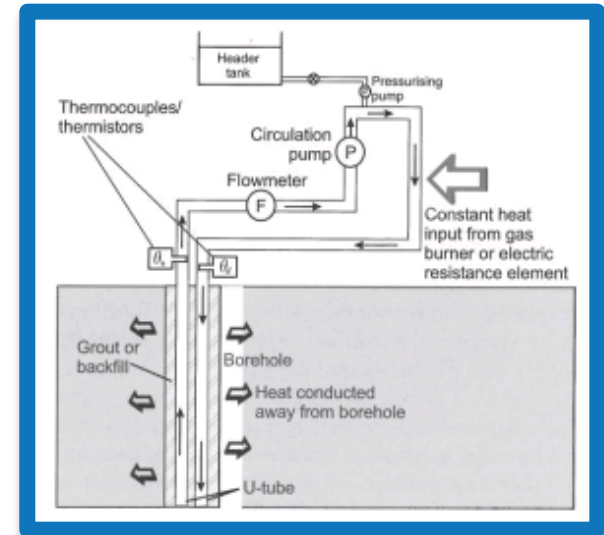 Header
tank
Pressurising
pump
Thermocouples/
thermistors
Circulation
pump
P
Flowmeter
F
Constant heat
input from gas
burner or electric
resistance element
Grout or
backfill
Borehole
Heat conducted
away from borehole
U-tube